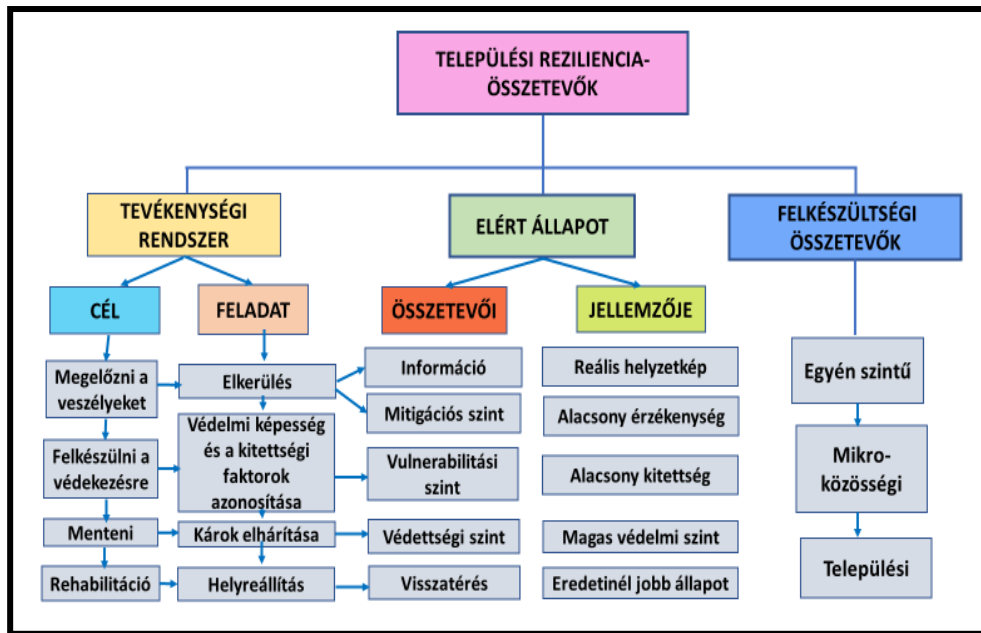 TELEPÜLÉSI REZILIENCIA-
ÖSSZETEVŐK
TEVÉKENYSÉGI
RENDSZER
ELÉRT ÁLLAPOT
FELKÉSZÜLTSÉGI
ÖSSZETEVŐK
CÉL
FELADAT
ÖSSZETEVŐI
JELLEMZŐJE
Megelőzni a
veszélyeket
Elkerülés
Információ
Reális helyzetkép
Egyén szintű
Mitigációs szint
Alacsony érzékenység
Felkészülni a
védekezésre
Védelmi képesség
és a kitettségi
faktorok
azonosítása
Vulnerabilitási
szint
Alacsony kitettség
Mikro-
közösségi
Menteni
Károk elhárítása
Védettségi szint
Magas védelmi szint
Települési
Rehabilitáció
Helyreállítás
Visszatérés
Eredetinél jobb állapot